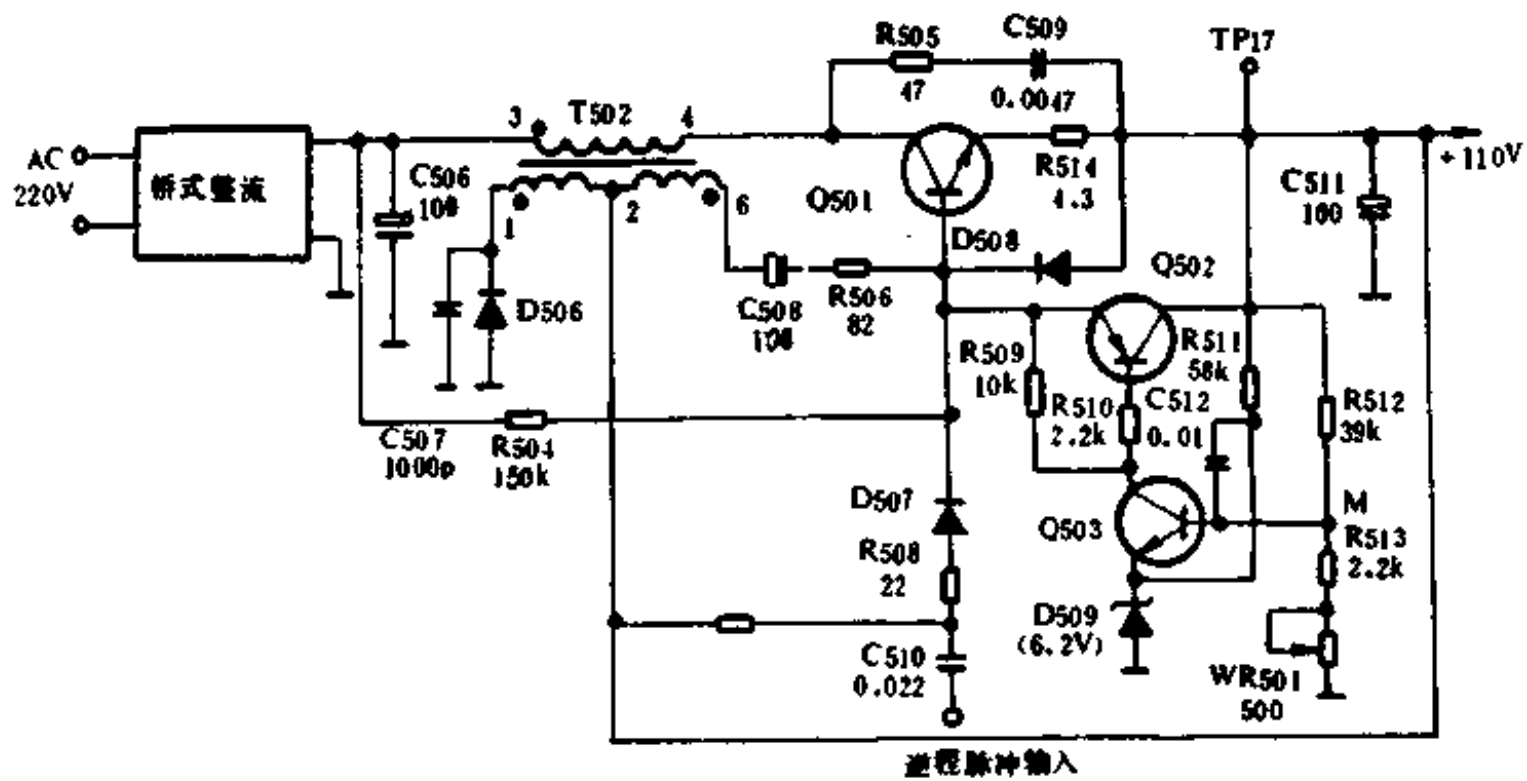 R505
47
C509
0.0047
TP17
T502
3
4
AC
220V
桥式整流
C506
100
1
2
6
Q501
R514
4.3
+110V
C511
100
D508
Q502
D506
C508
100
R506
82
R509
10k
R510
2.2k
C512
0.01
R511
58k
R512
39k
C507
1000p
R504
150k
D507
R508
22
Q503
M
R513
2.2k
D509
(6.2V)
C510
0.022
WR501
500
逆程脉冲输入